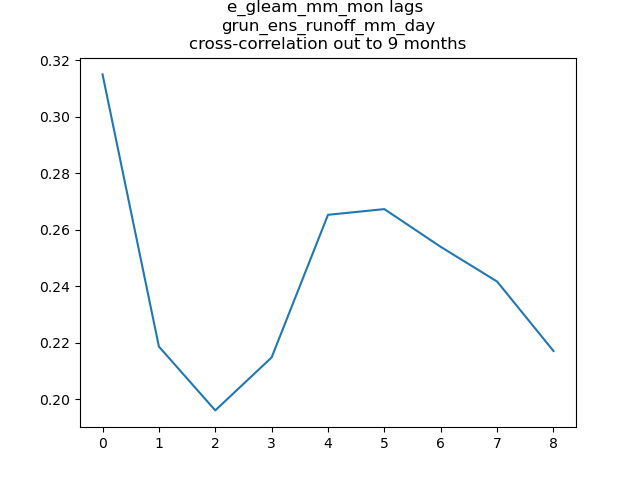 e_gleam_mm_mon lags
grun_ens_runoff_mm_day
cross-correlation out to 9 months
0.32
0.30
0.28
0.26
0.24
0.22
0.20
0 1 2 3 4 5 6 7 8